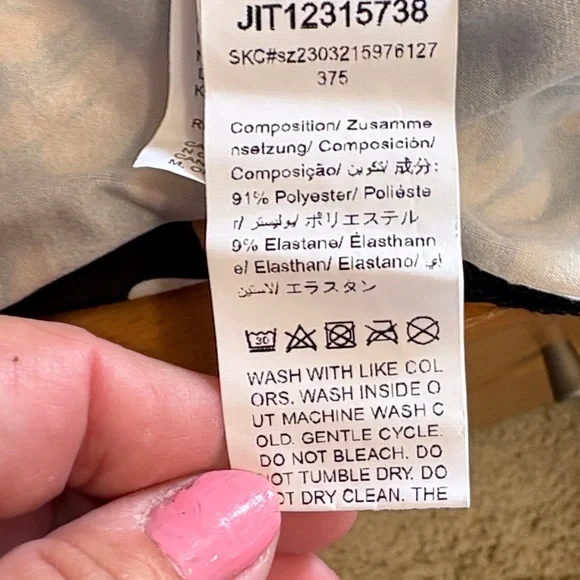 JIT12315738
SKC#sz2303215976127
375
Composition/ Zusamme
nsetzung/ Composición/
Composição/ تكوين/ 成分:
91% Polyester/ Poliéste
r/ بوليستر/ ポリエステル
9% Elastane/ Élasthann
e/ Elasthan/ Elastano/ إي
لاستين/ エラスタン
30
WASH WITH LIKE COL
ORS. WASH INSIDE O
UT MACHINE WASH C
OLD. GENTLE CYCLE.
DO NOT BLEACH. DO
NOT TUMBLE DRY. DO
NOT DRY CLEAN. THE